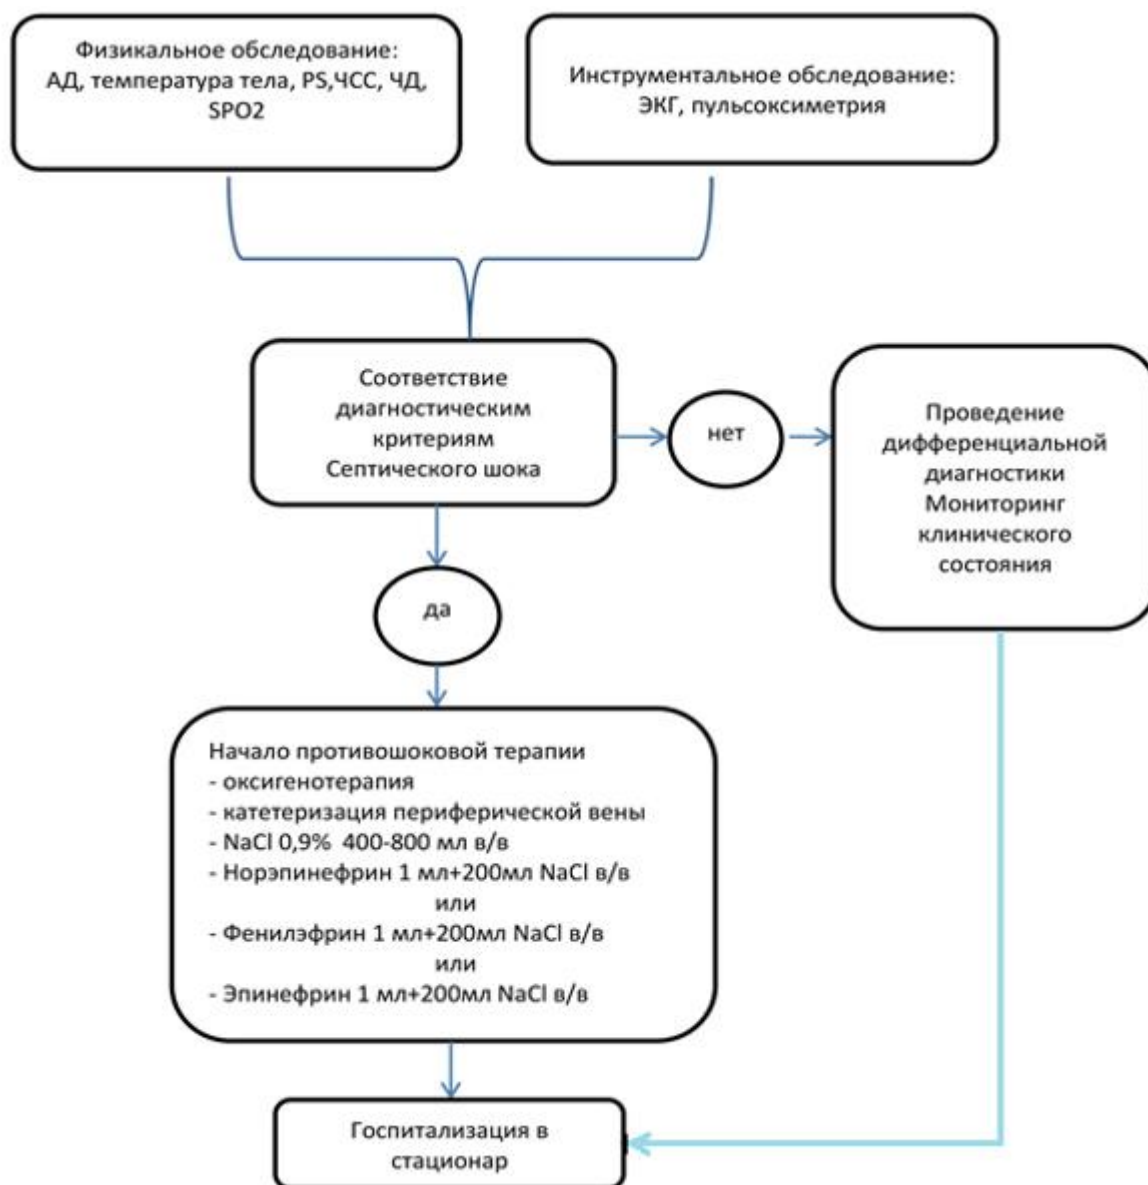 Физикальное обследование:
АД, температура тела, PS,ЧСС, ЧД,
SPO2
Инструментальное обследование:
ЭКГ, пульсоксиметрия
Соответствие
диагностическим
критериям
Септического шока
нет
Проведение
дифференциальной
диагностики
Мониторинг
клинического
состояния
да
Начало противошоковой терапии
- оксигенотерапия
- катетеризация периферической вены
- NaCl 0,9% 400-800 мл в/в
- Норэпинефрин 1 мл+200мл NaCl в/в
или
- Фенилэфрин 1 мл+200мл NaCl в/в
или
- Эпинефрин 1 мл+200мл NaCl в/в
Госпитализация в
стационар